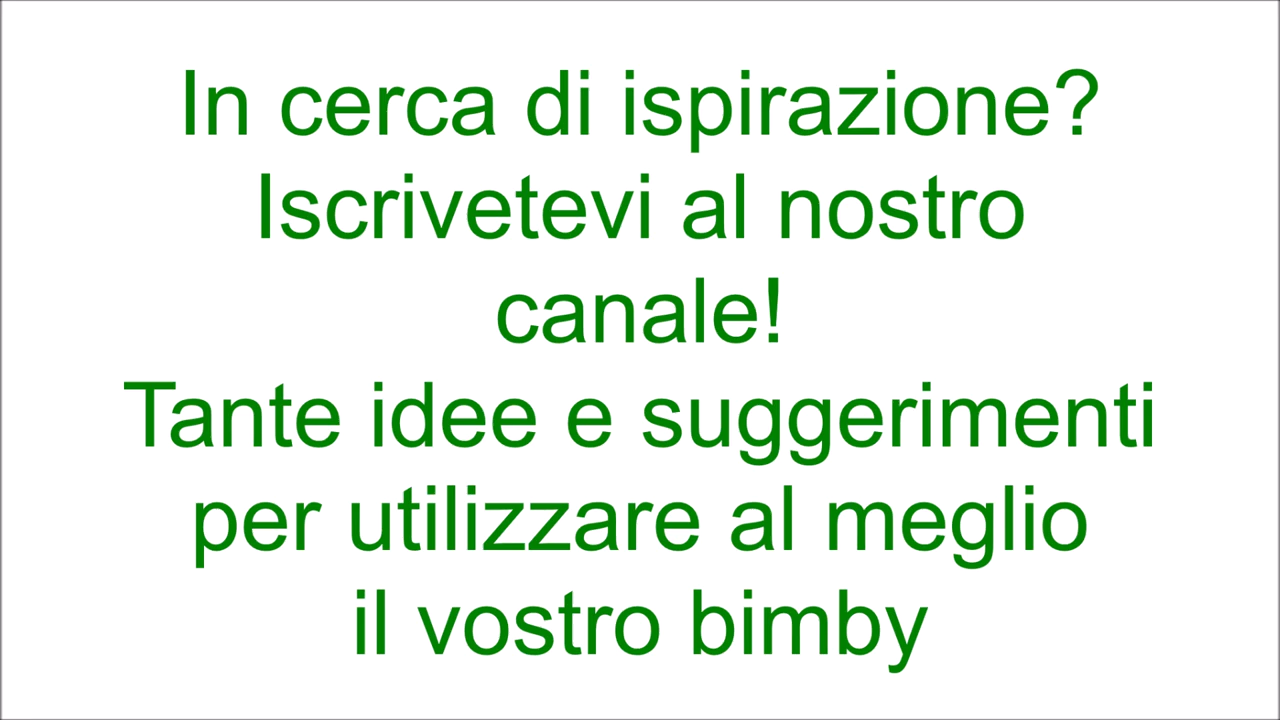 In cerca di ispirazione?
Iscrivetevi al nostro
canale!
Tante idee e suggerimenti
per utilizzare al meglio
il vostro bimby